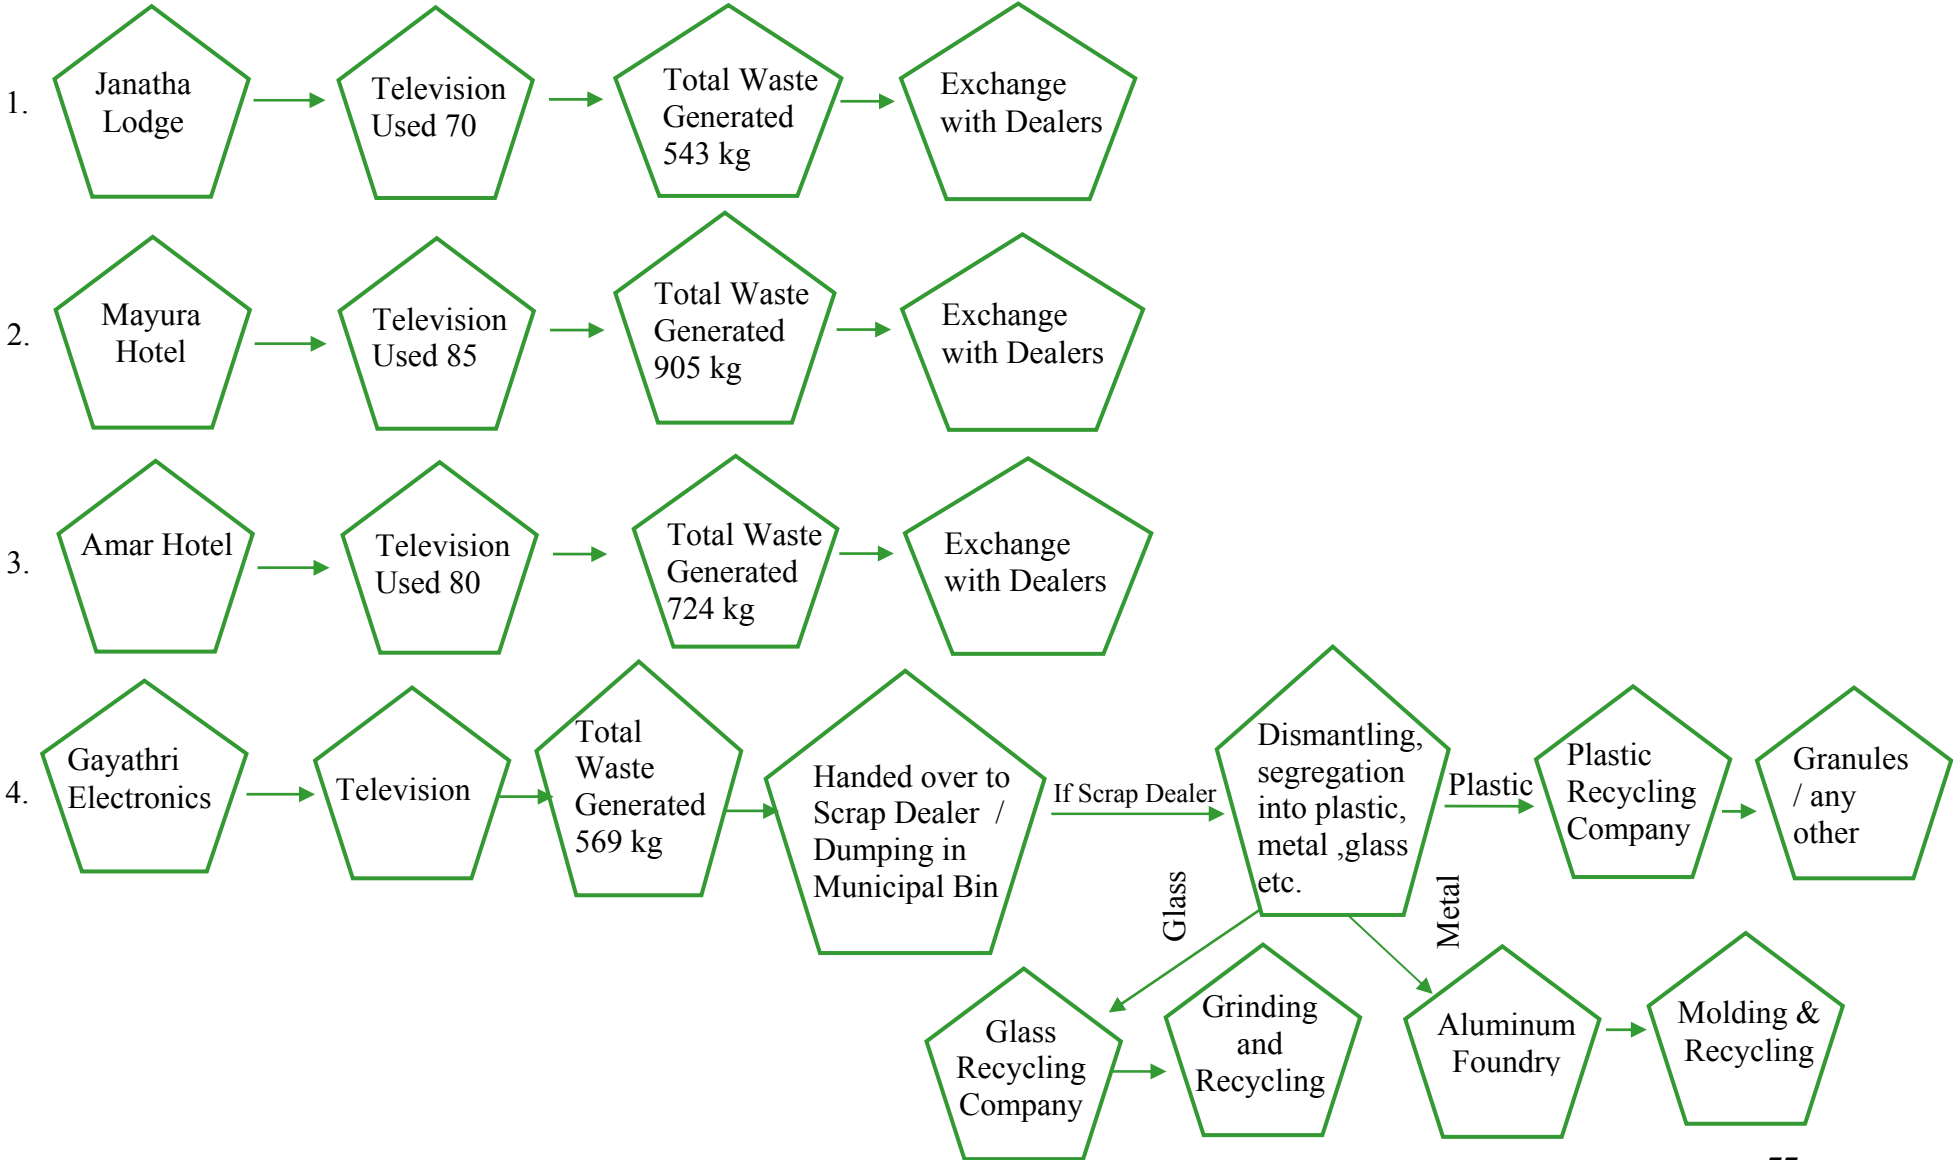 1.
Janatha
Lodge
Television
Used 70
Total Waste
Generated
543 kg
Exchange
with Dealers
2.
Mayura
Hotel
Television
Used 85
Total Waste
Generated
905 kg
Exchange
with Dealers
3.
Amar Hotel
Television
Used 80
Total Waste
Generated
724 kg
Exchange
with Dealers
4.
Gayathri
Electronics
Television
Total
Waste
Generated
569 kg
Handed over to
Scrap Dealer /
Dumping in
Municipal Bin
If Scrap Dealer
Dismantling,
segregation
into plastic,
metal ,glass
etc.
Plastic
Plastic
Recycling
Company
Granules
/ any
other
Glass
Metal
Glass
Recycling
Company
Grinding
and
Recycling
Aluminum
Foundry
Molding &
Recycling